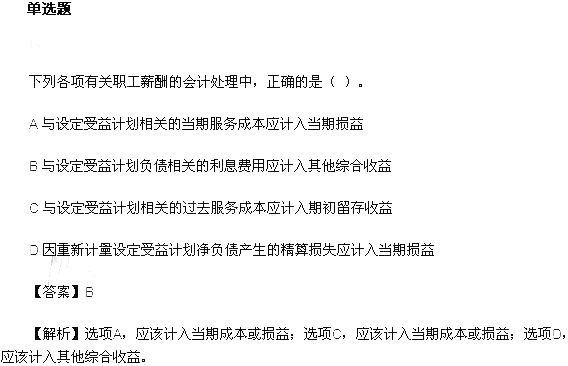 单选题
下列各项有关职工薪酬的会计处理中，正确的是（ ）。
A 与设定受益计划相关的当期服务成本应计入当期损益
B 与设定受益计划负债相关的利息费用应计入其他综合收益
C 与设定受益计划相关的过去服务成本应计入期初留存收益
D 因重新计量设定受益计划净负债产生的精算损失应计入当期损益
【答案】B
【解析】选项A，应该计入当期成本或损益；选项C，应该计入当期成本或损益；选项D，
应该计入其他综合收益。